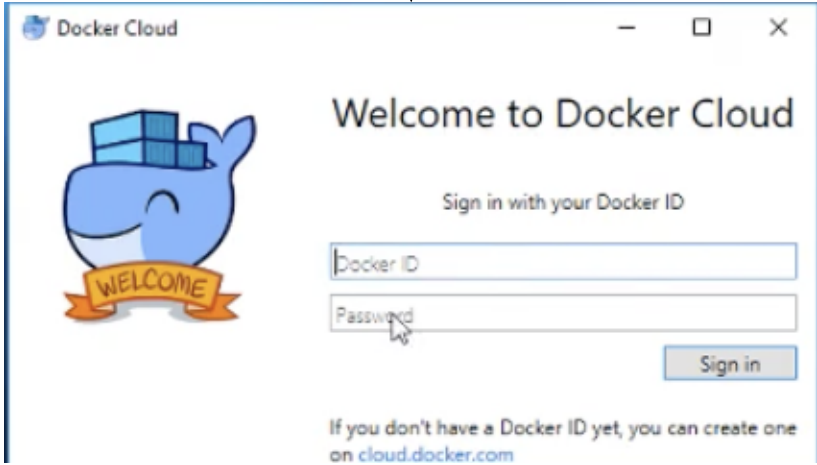 Docker Cloud
Welcome to Docker Cloud
Sign in with your Docker ID
Docker ID
WELCOME
Password
Sign in
If you don't have a Docker ID yet, you can create one
on cloud.docker.com